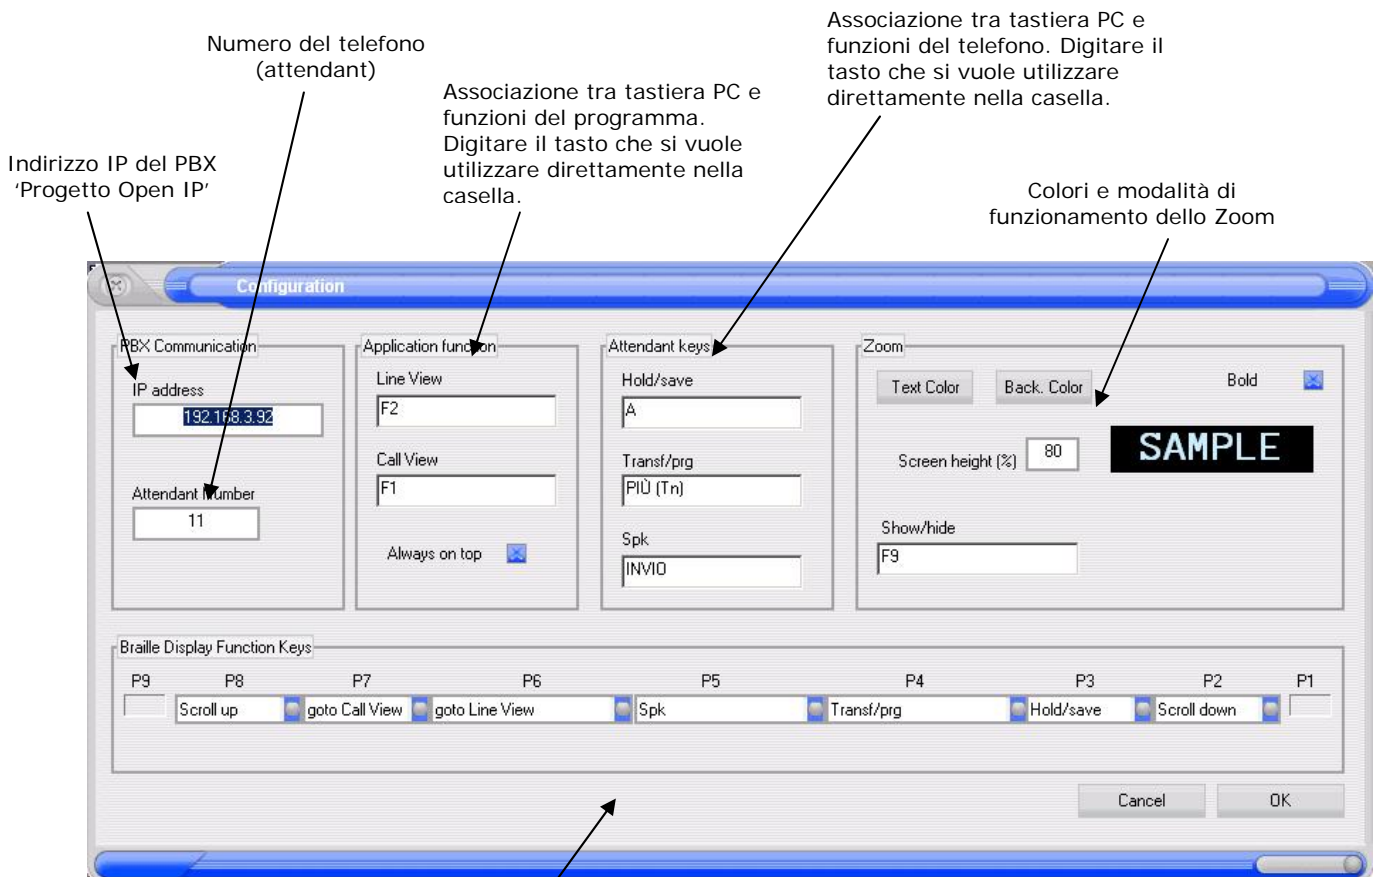 Associazione tra tastiera PC e
funzioni del telefono. Digitare il
tasto che si vuole utilizzare
direttamente nella casella.
Numero del telefono
(attendant)
Associazione tra tastiera PC e
funzioni del programma.
Digitare il tasto che si vuole
utilizzare direttamente nella
casella.
Indirizzo IP del PBX
‘Progetto Open IP’
Colori e modalità di
funzionamento dello Zoom
Configuration
PBX Communication
IP address
192.168.3.92
Attendant Number
11
Application function
Line View
F2
Call View
F1
Always on top
Attendant keys
Hold/save
A
Transf/prg
PIÙ (Tn)
Spk
INVIO
Zoom
Text Color
Back. Color
Bold
Screen height (%)
80
SAMPLE
Show/hide
F9
Braille Display Function Keys
P9 P8 P7 P6 P5 P4 P3 P2 P1
Scroll up goto Call View goto Line View Spk Transf/prg Hold/save Scroll down
Cancel OK